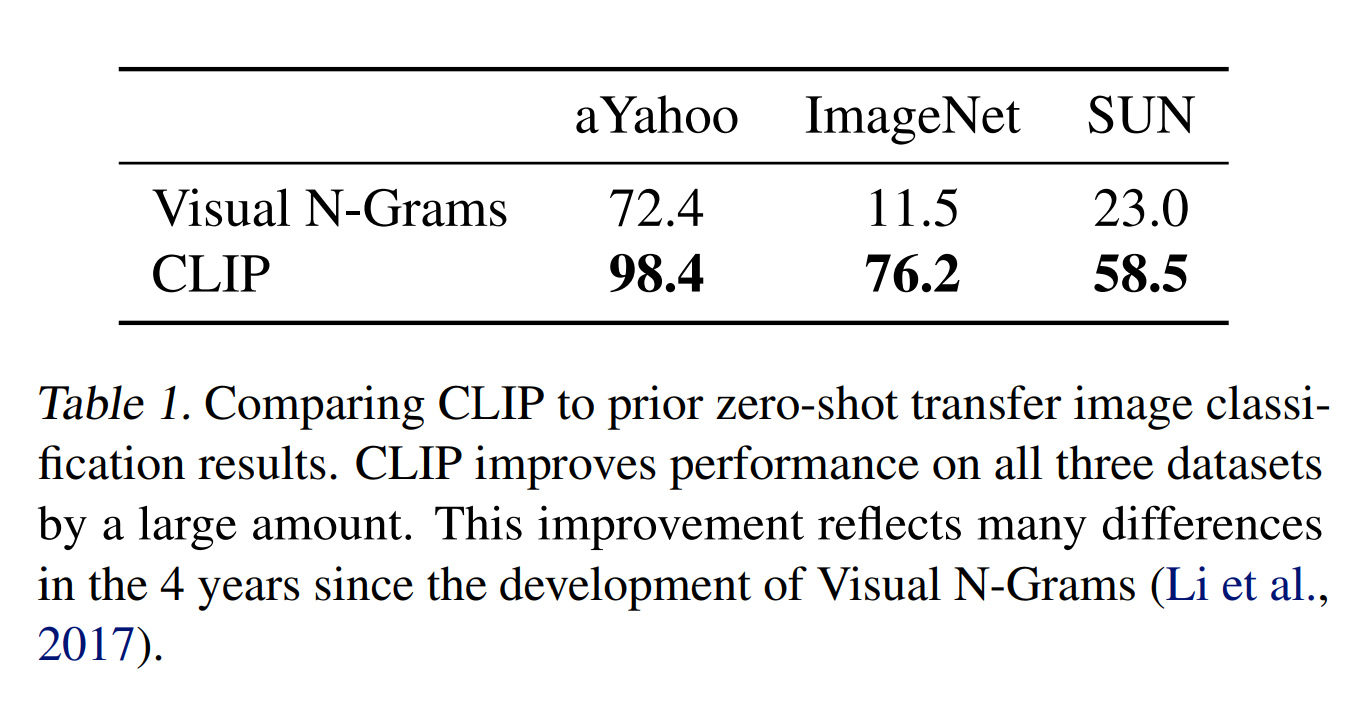 aYahoo ImageNet SUN
Visual N-Grams 72.4 11.5 23.0
CLIP 98.4 76.2 58.5
Table 1. Comparing CLIP to prior zero-shot transfer image classi-
fication results. CLIP improves performance on all three datasets
by a large amount. This improvement reflects many differences
in the 4 years since the development of Visual N-Grams (Li et al.,
2017).